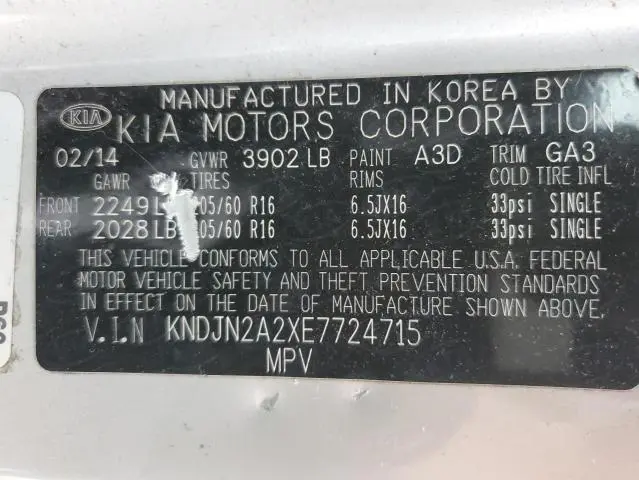 MANUFACTURED IN KOREA BY
KIA KIA MOTORS CORPORATION
02/14 GVWR 3902 LB PAINT A3D TRIM GA3
GAWR TIRES RIMS COLD TIRE INFL
FRONT 2249 205/60 R16 6.5JX16 33psi SINGLE
REAR 2028 LB 205/60 R16 6.5JX16 33psi SINGLE
THIS VEHICLE CONFORMS TO ALL APPLICABLE U.S.A. FEDERAL
MOTOR VEHICLE SAFETY AND THEFT PREVENTION STANDARDS
IN EFFECT ON THE DATE OF MANUFACTURE SHOWN ABOVE.
V.I.N KNDJN2A2XE7724715
MPV